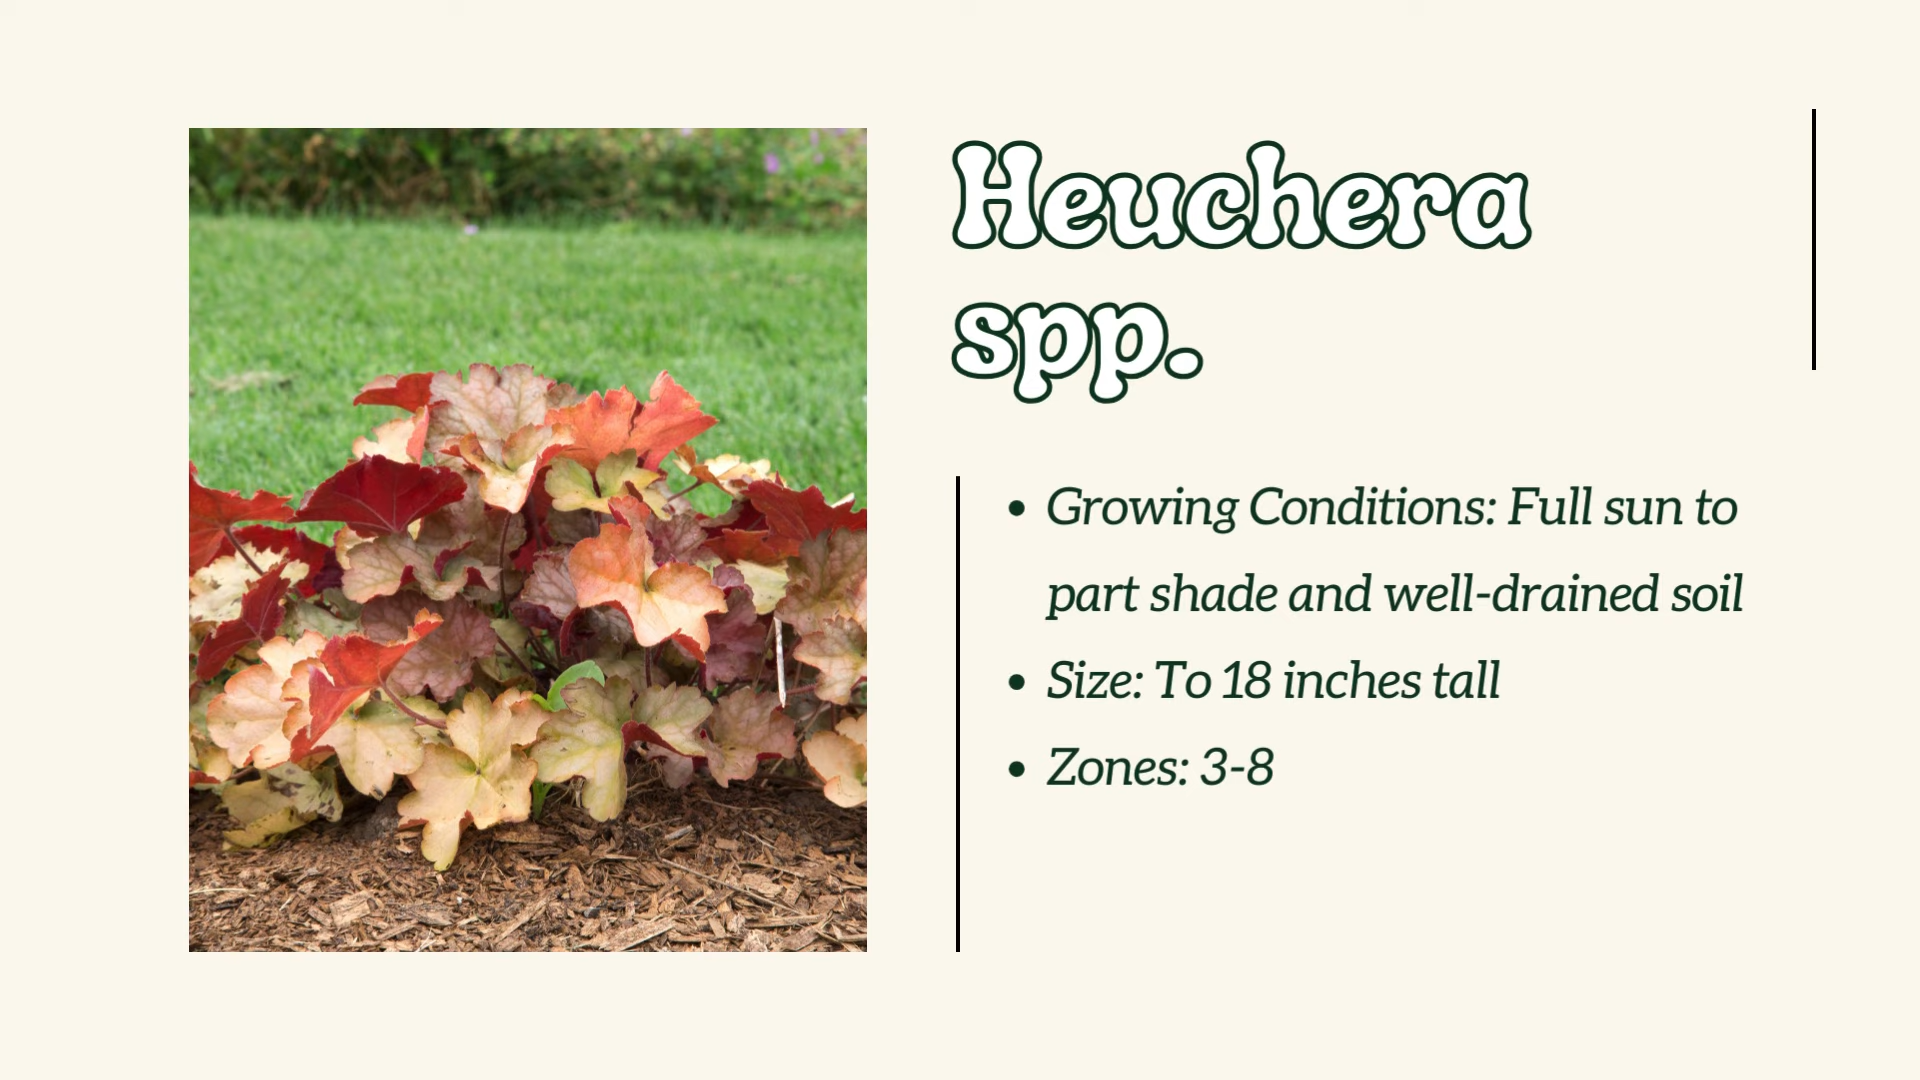 Heuchera
spp.
• Growing Conditions: Full sun to
part shade and well-drained soil
• Size: To 18 inches tall
• Zones: 3-8